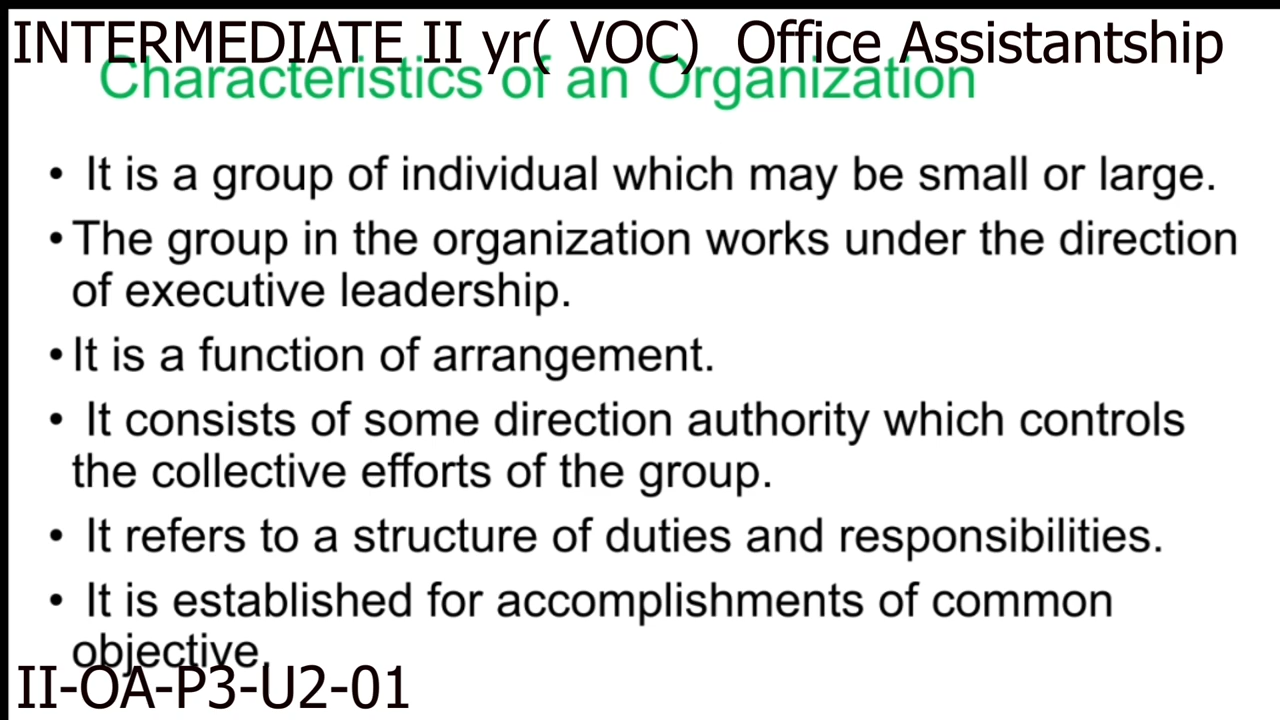 INTERMEDIATE II yr( VOC)  Office Assistantship
Characteristics of an Organization
• It is a group of individual which may be small or large.
• The group in the organization works under the direction
of executive leadership.
• It is a function of arrangement.
• It consists of some direction authority which controls
the collective efforts of the group.
• It refers to a structure of duties and responsibilities.
• It is established for accomplishments of common
objective.
II-OA-P3-U2-01